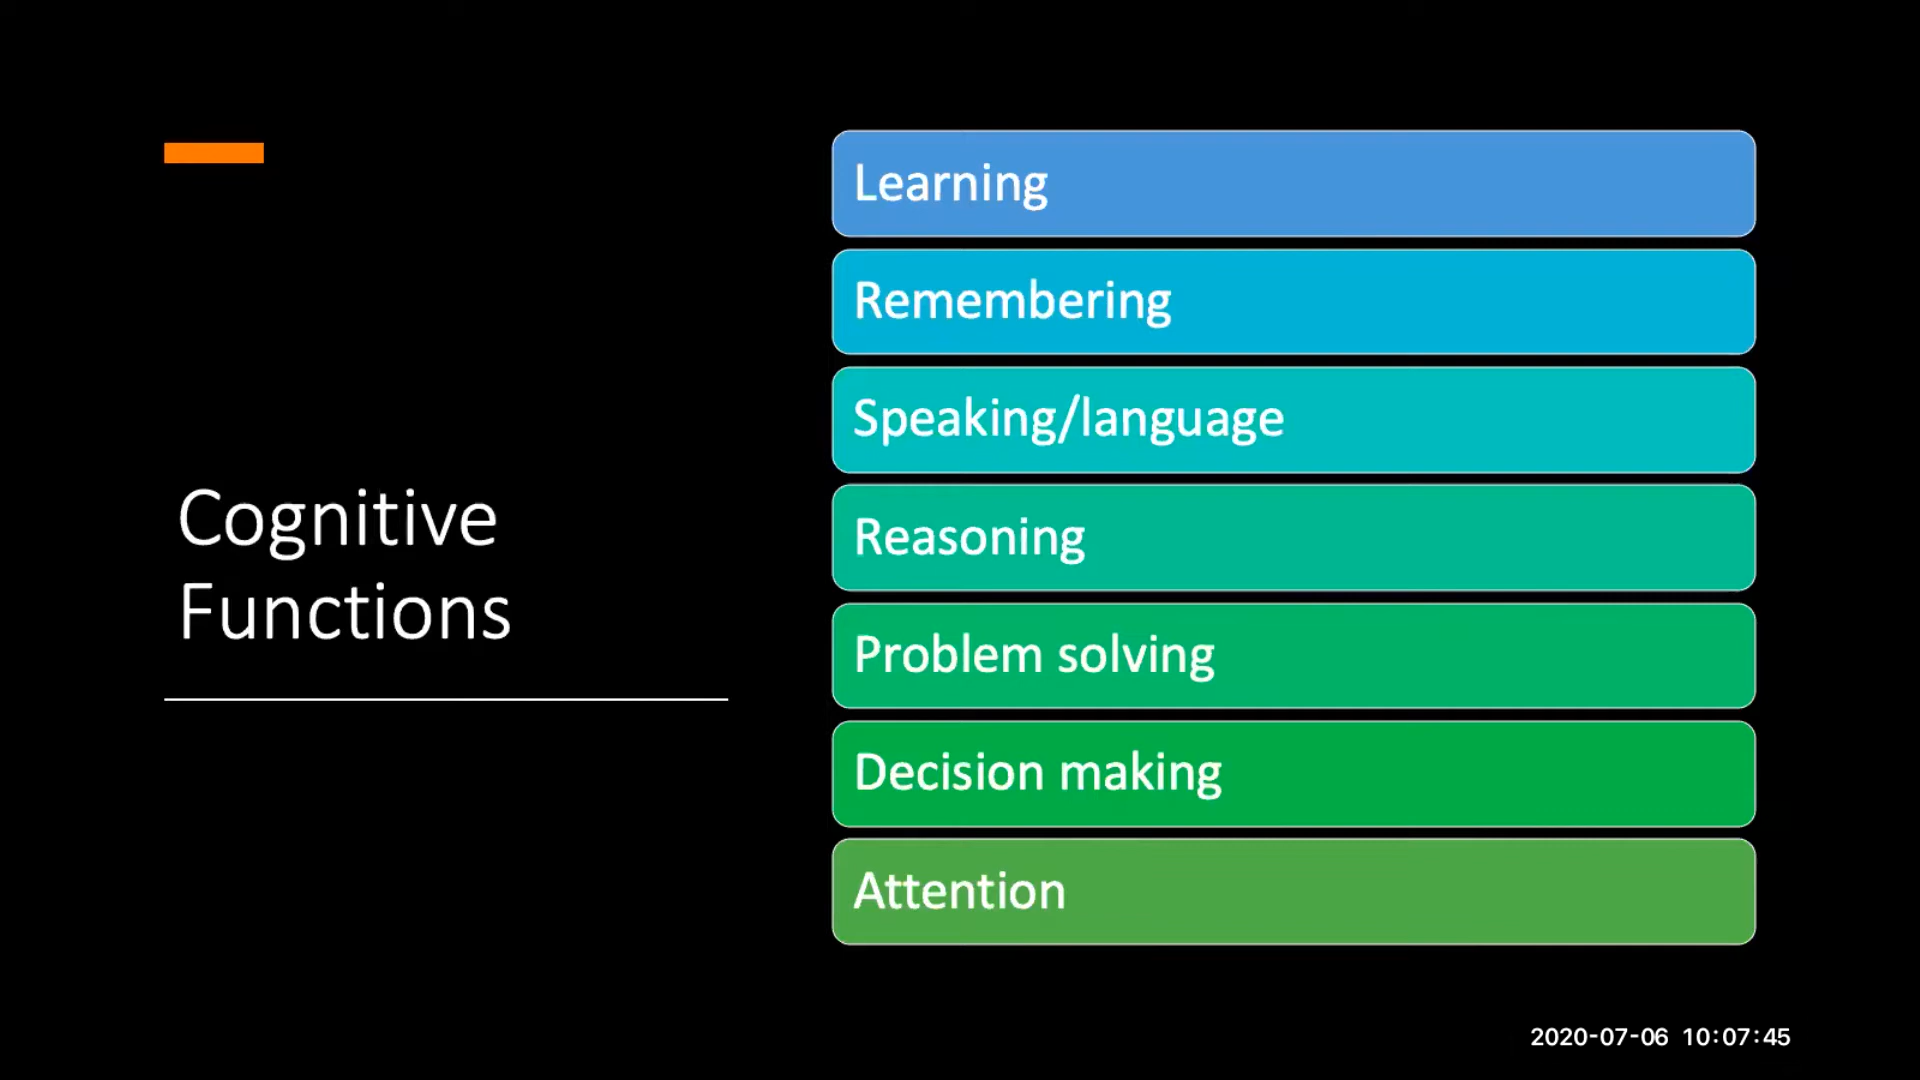 Cognitive
Functions
Learning
Remembering
Speaking/language
Reasoning
Problem solving
Decision making
Attention
2020-07-06 10:07:45